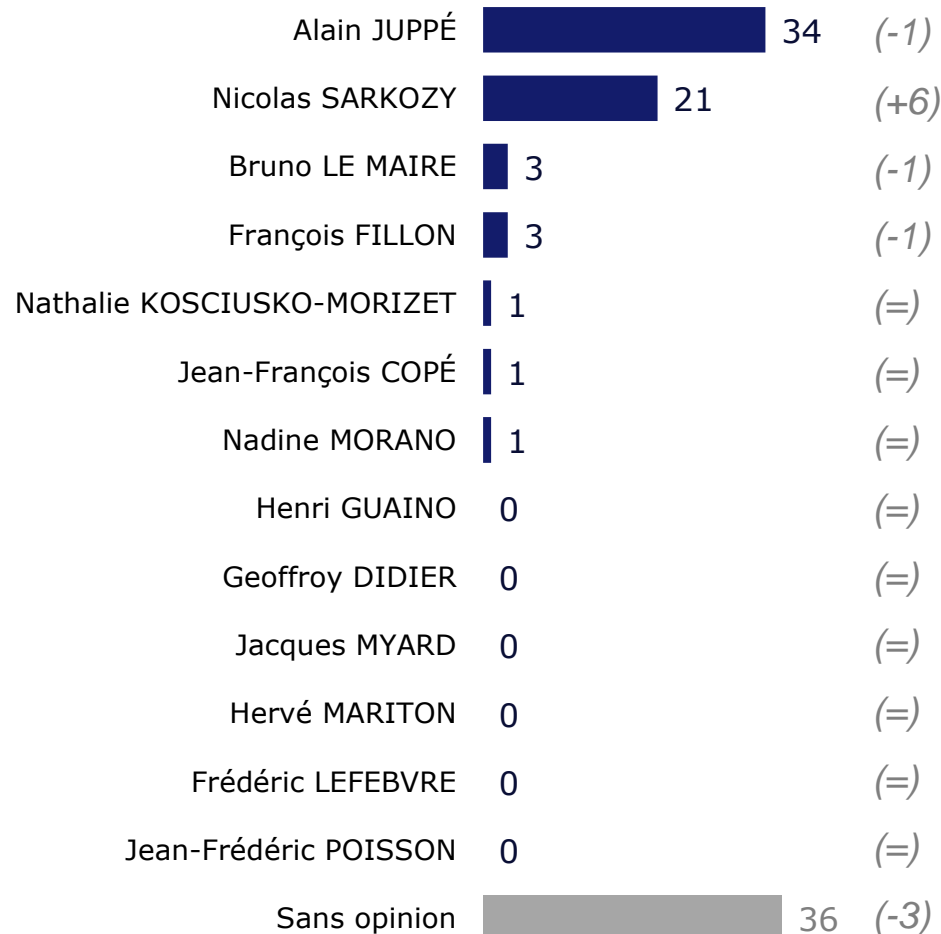 Alain JUPPÉ 34 (-1)
Nicolas SARKOZY 21 (+6)
Bruno LE MAIRE 3 (-1)
François FILLON 3 (-1)
Nathalie KOSCIUSKO-MORIZET 1 (=)
Jean-François COPÉ 1 (=)
Nadine MORANO 1 (=)
Henri GUAINO 0 (=)
Geoffroy DIDIER 0 (=)
Jacques MYARD 0 (=)
Hervé MARITON 0 (=)
Frédéric LEFEBVRE 0 (=)
Jean-Frédéric POISSON 0 (=)
Sans opinion 36 (-3)